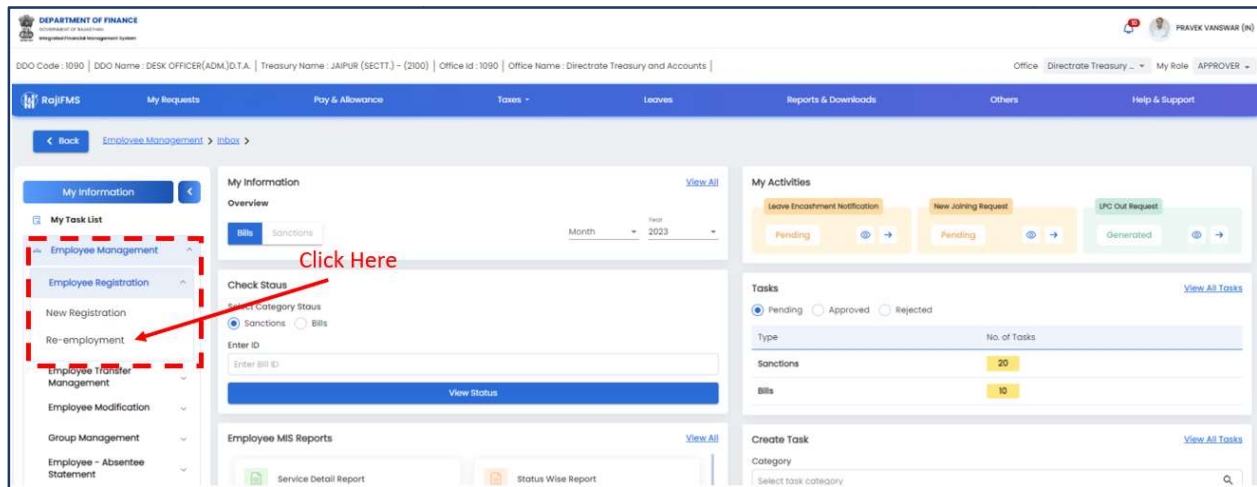 DEPARTMENT OF FINANCE
GOVERNMENT OF RAJASTHAN
Integrated Financial Management System
10
PRAVEK VANSWAR (IN)
DDO Code : 1090 | DDO Name : DESK OFFICER(ADM.)D.T.A. | Treasury Name : JAIPUR (SECTT.) - (2100) | Office Id : 1090 | Office Name : Directrate Treasury and Accounts |
Office Directrate Treasury ... My Role APPROVER
RajIFMS My Requests Pay & Allowance Taxes Leaves Reports & Downloads Others Help & Support
< Back Employee Management > Inbox >
My Information
My Task List
Employee Management
Employee Registration
New Registration
Re-employment
Employee Transfer
Management
Employee Modification
Group Management
Employee - Absentee
Statement
Click Here
My Information View All
Overview
Bills Sanctions Month Year 2023
Check Staus
Select Category Staus
Sanctions Bills
Enter ID
Enter Bill ID
View Status
Employee MIS Reports View All
Service Detail Report Status Wise Report
My Activities
Leave Encashment Notification New Joining Request LPC Out Request
Pending Pending Generated
Tasks View All Tasks
Pending Approved Rejected
Type No. of Tasks
Sanctions 20
Bills 10
Create Task View All Tasks
Category
Select task category